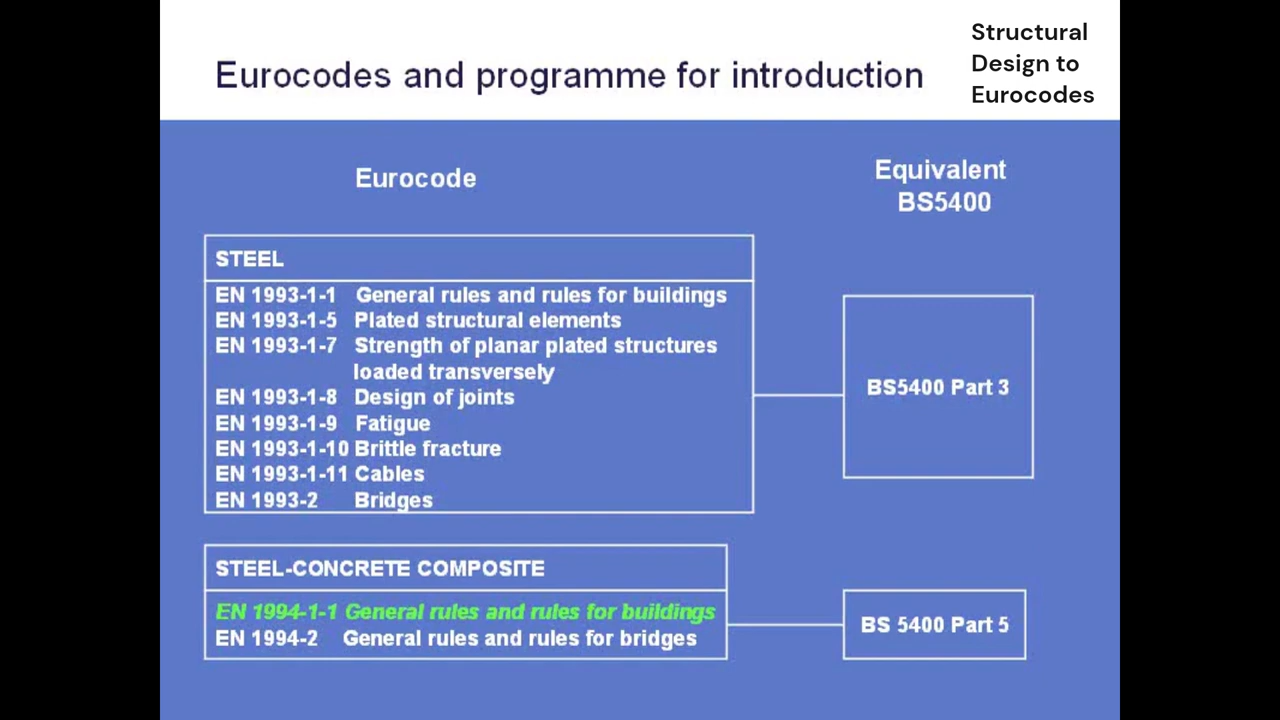 Eurocodes and programme for introduction
Structural
Design to
Eurocodes
Eurocode
Equivalent
BS5400
STEEL
EN 1993-1-1 General rules and rules for buildings
EN 1993-1-5 Plated structural elements
EN 1993-1-7 Strength of planar plated structures
loaded transversely
EN 1993-1-8 Design of joints
EN 1993-1-9 Fatigue
EN 1993-1-10 Brittle fracture
EN 1993-1-11 Cables
EN 1993-2 Bridges
BS5400 Part 3
STEEL-CONCRETE COMPOSITE
EN 1994-1-1 General rules and rules for buildings
EN 1994-2 General rules and rules for bridges
BS 5400 Part 5